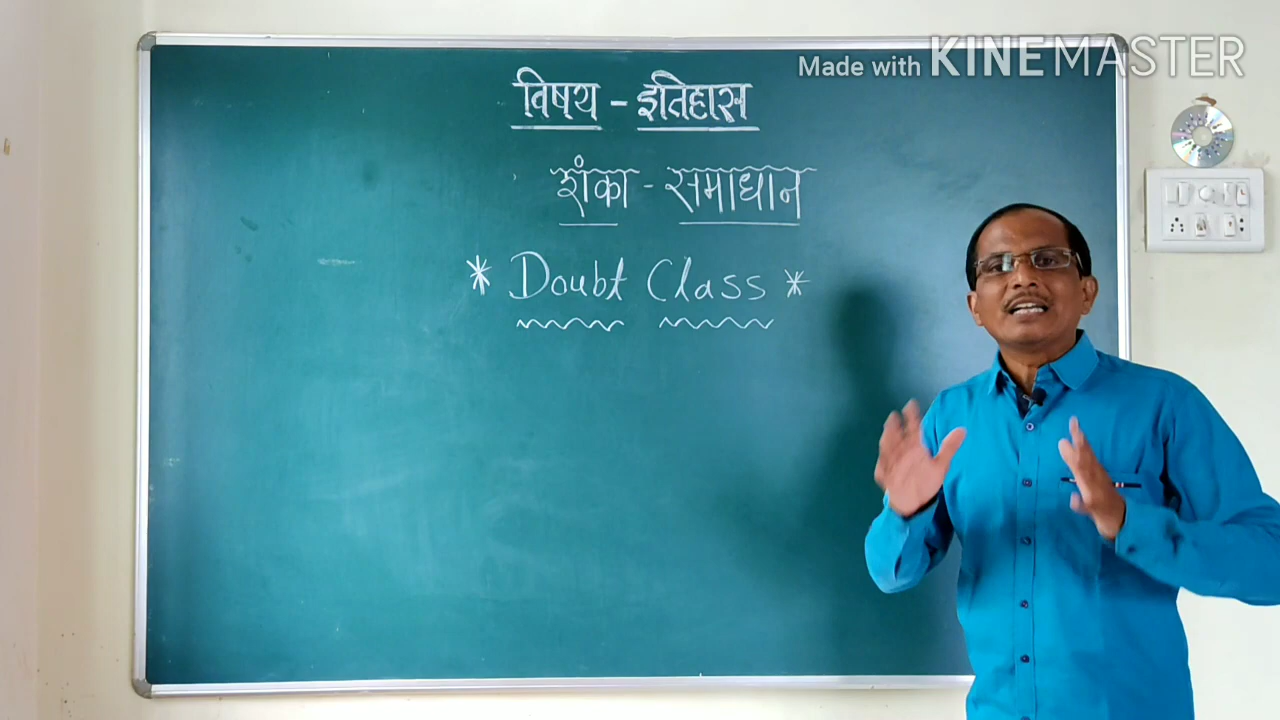 Made with KINEMASTER
विषय - इतिहास
शंका - समाधान
* Doubt Class *